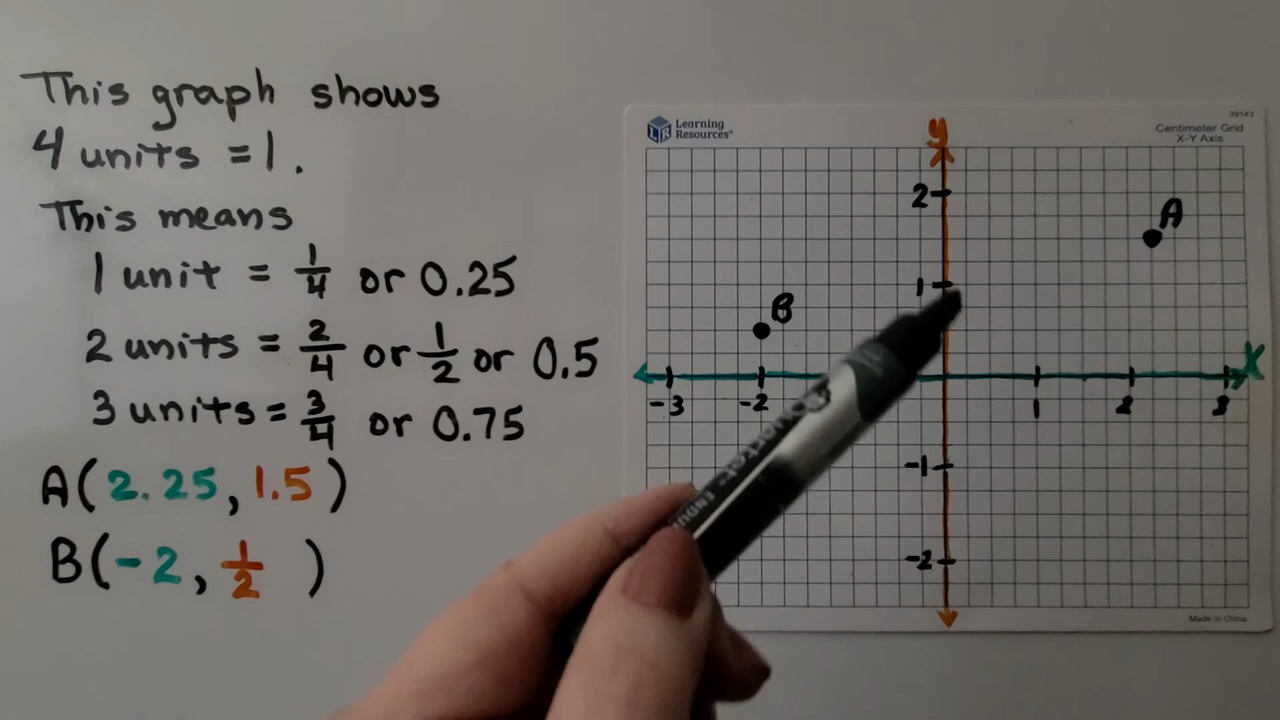 This graph shows
4 units = 1.
This means
1 unit = 1/4 or 0.25
2 units = 2/4 or 1/2 or 0.5
3 units = 3/4 or 0.75
A(2.25, 1.5)
B(-2, 1/2 )
Learning
Resources®
39143
Centimeter Grid
X-Y Axis
y
2
A
1
B
x
-3 -2 1 2 3
-1
-2
Made in China